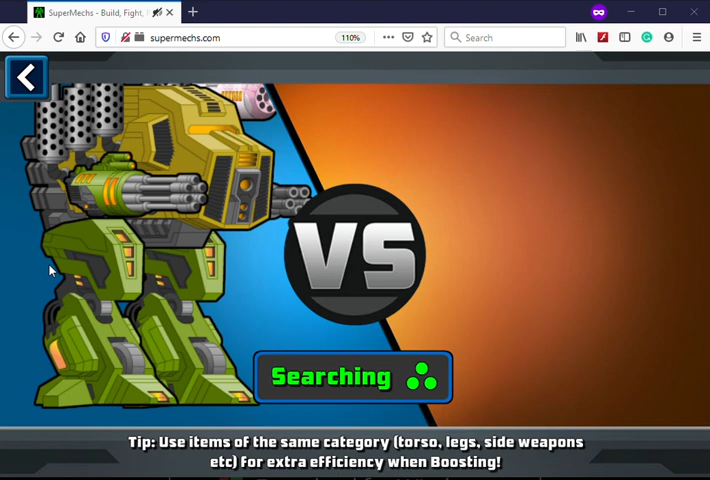 SuperMechs - Build, Fight,
supermechs.com
110%
Search
VS
Searching
Tip: Use items of the same category (torso, legs, side weapons
etc) for extra efficiency when Boosting!